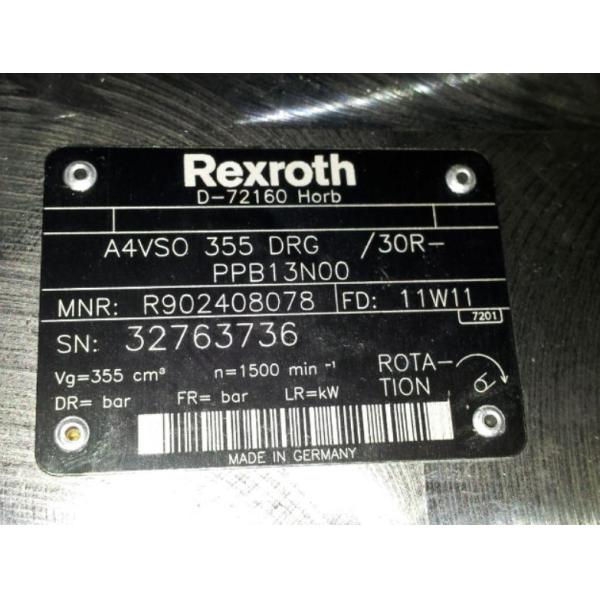 Rexroth
D-72160 Horb
A4VSO 355 DRG /30R-
PPB13N00
MNR: R902408078 FD: 11W11
7201
SN: 32763736
Vg=355 cm³ n=1500 min⁻¹ ROTA-
TION
DR= bar FR= bar LR=kW
MADE IN GERMANY